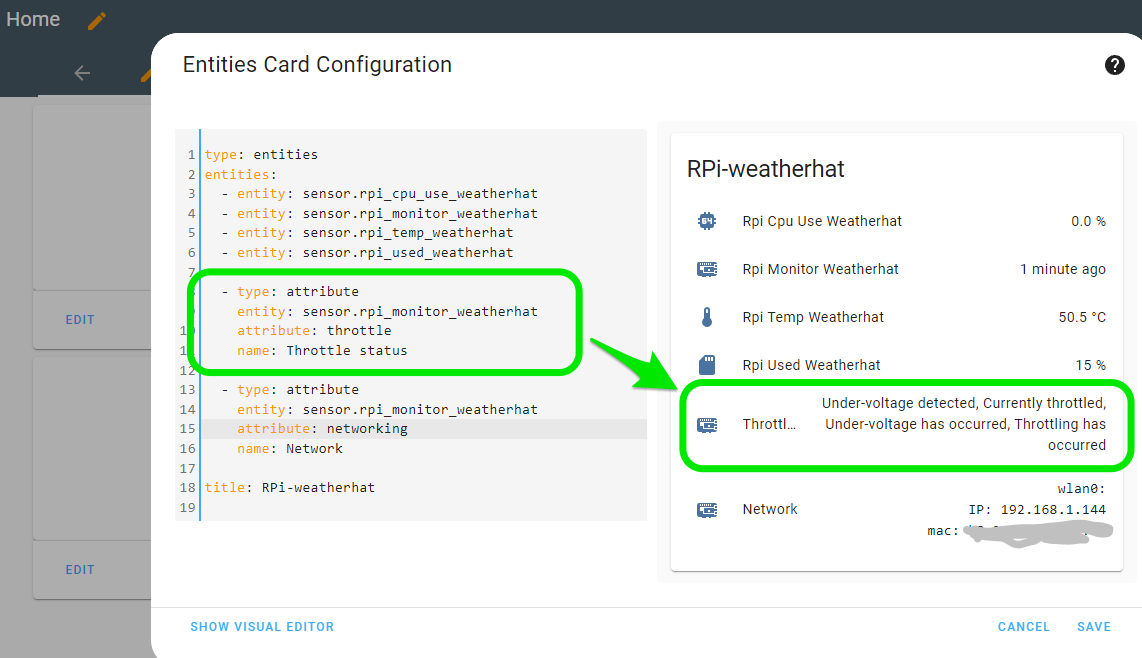 Home
Entities Card Configuration
?
1 type: entities
2 entities:
3 - entity: sensor.rpi_cpu_use_weatherhat
4 - entity: sensor.rpi_monitor_weatherhat
5 - entity: sensor.rpi_temp_weatherhat
6 - entity: sensor.rpi_used_weatherhat
7
- type: attribute
entity: sensor.rpi_monitor_weatherhat
10 attribute: throttle
name: Throttle status
12
13 - type: attribute
14 entity: sensor.rpi_monitor_weatherhat
15 attribute: networking
16 name: Network
17
18 title: RPi-weatherhat
19
EDIT
EDIT
RPi-weatherhat
64 Rpi Cpu Use Weatherhat 0.0 %
Rpi Monitor Weatherhat 1 minute ago
Rpi Temp Weatherhat 50.5 °C
Rpi Used Weatherhat 15 %
Throttl... Under-voltage detected, Currently throttled,
Under-voltage has occurred, Throttling has
occurred
Network wlan0:
IP: 192.168.1.144
mac:
SHOW VISUAL EDITOR
CANCEL SAVE